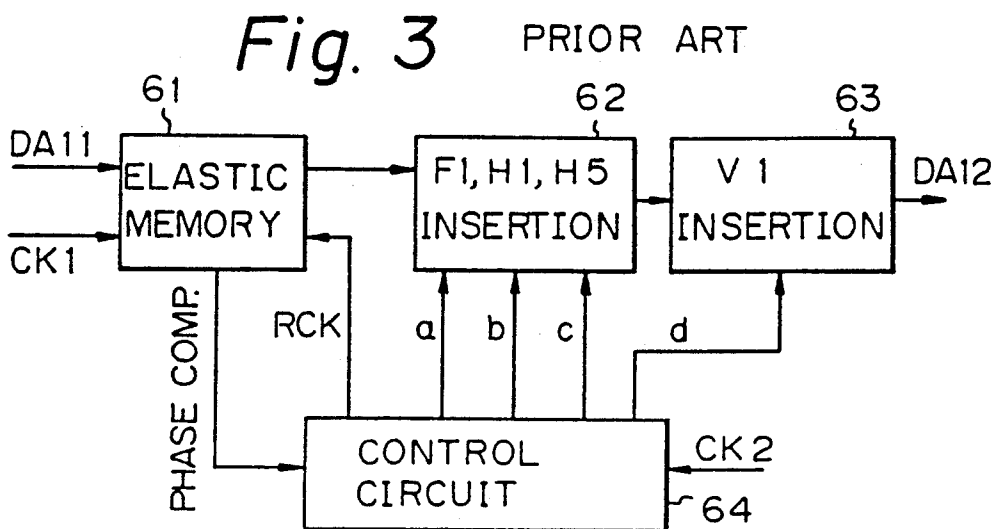 Fig. 3 PRIOR ART
61
62
63
DA11
ELASTIC
MEMORY
F1, H1, H5
INSERTION
V1
INSERTION
DA12
CK1
PHASE COMP.
RCK
a
b
c
d
CONTROL
CIRCUIT
CK2
64